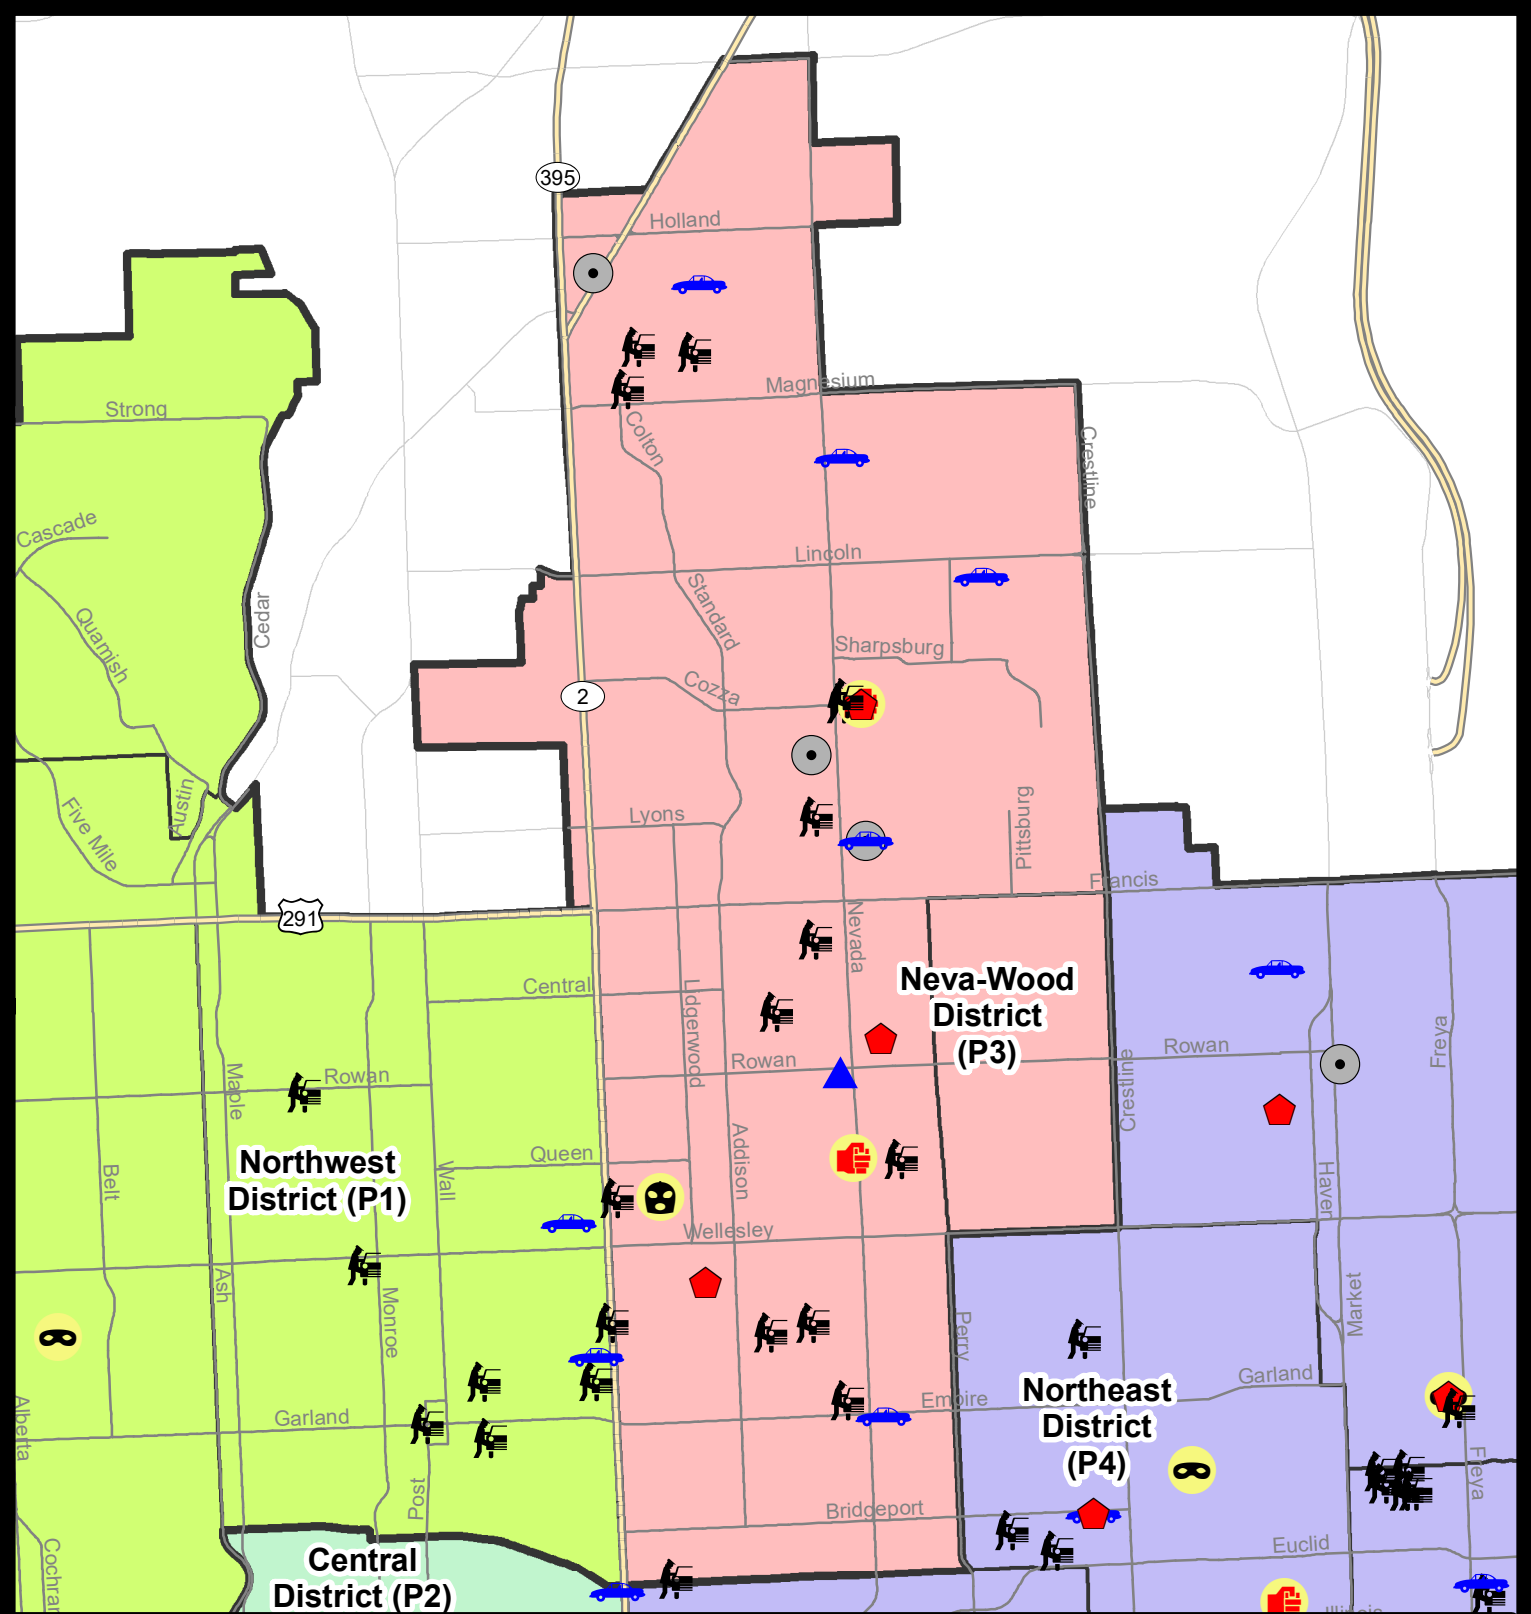 395
Holland
Magnesium
Strong
Colton
Crestline
Cascade
Lincoln
Standard
Cedar
Quamish
Sharpsburg
Cozza
2
Austin
Five Mile
Lyons
Pittsburg
Francis
291
Nevada
Neva-Wood
District
(P3)
Central
Lidgerwood
Freya
Rowan
Rowan
Rowan
Maple
Crestline
Addison
Queen
Northwest
District (P1)
Belt
Wall
Haven
Wellesley
Ash
Monroe
Market
Perry
Garland
Northeast
District
(P4)
Empire
Alberta
Garland
Freya
Post
Bridgeport
Euclid
Cochran
Central
District (P2)